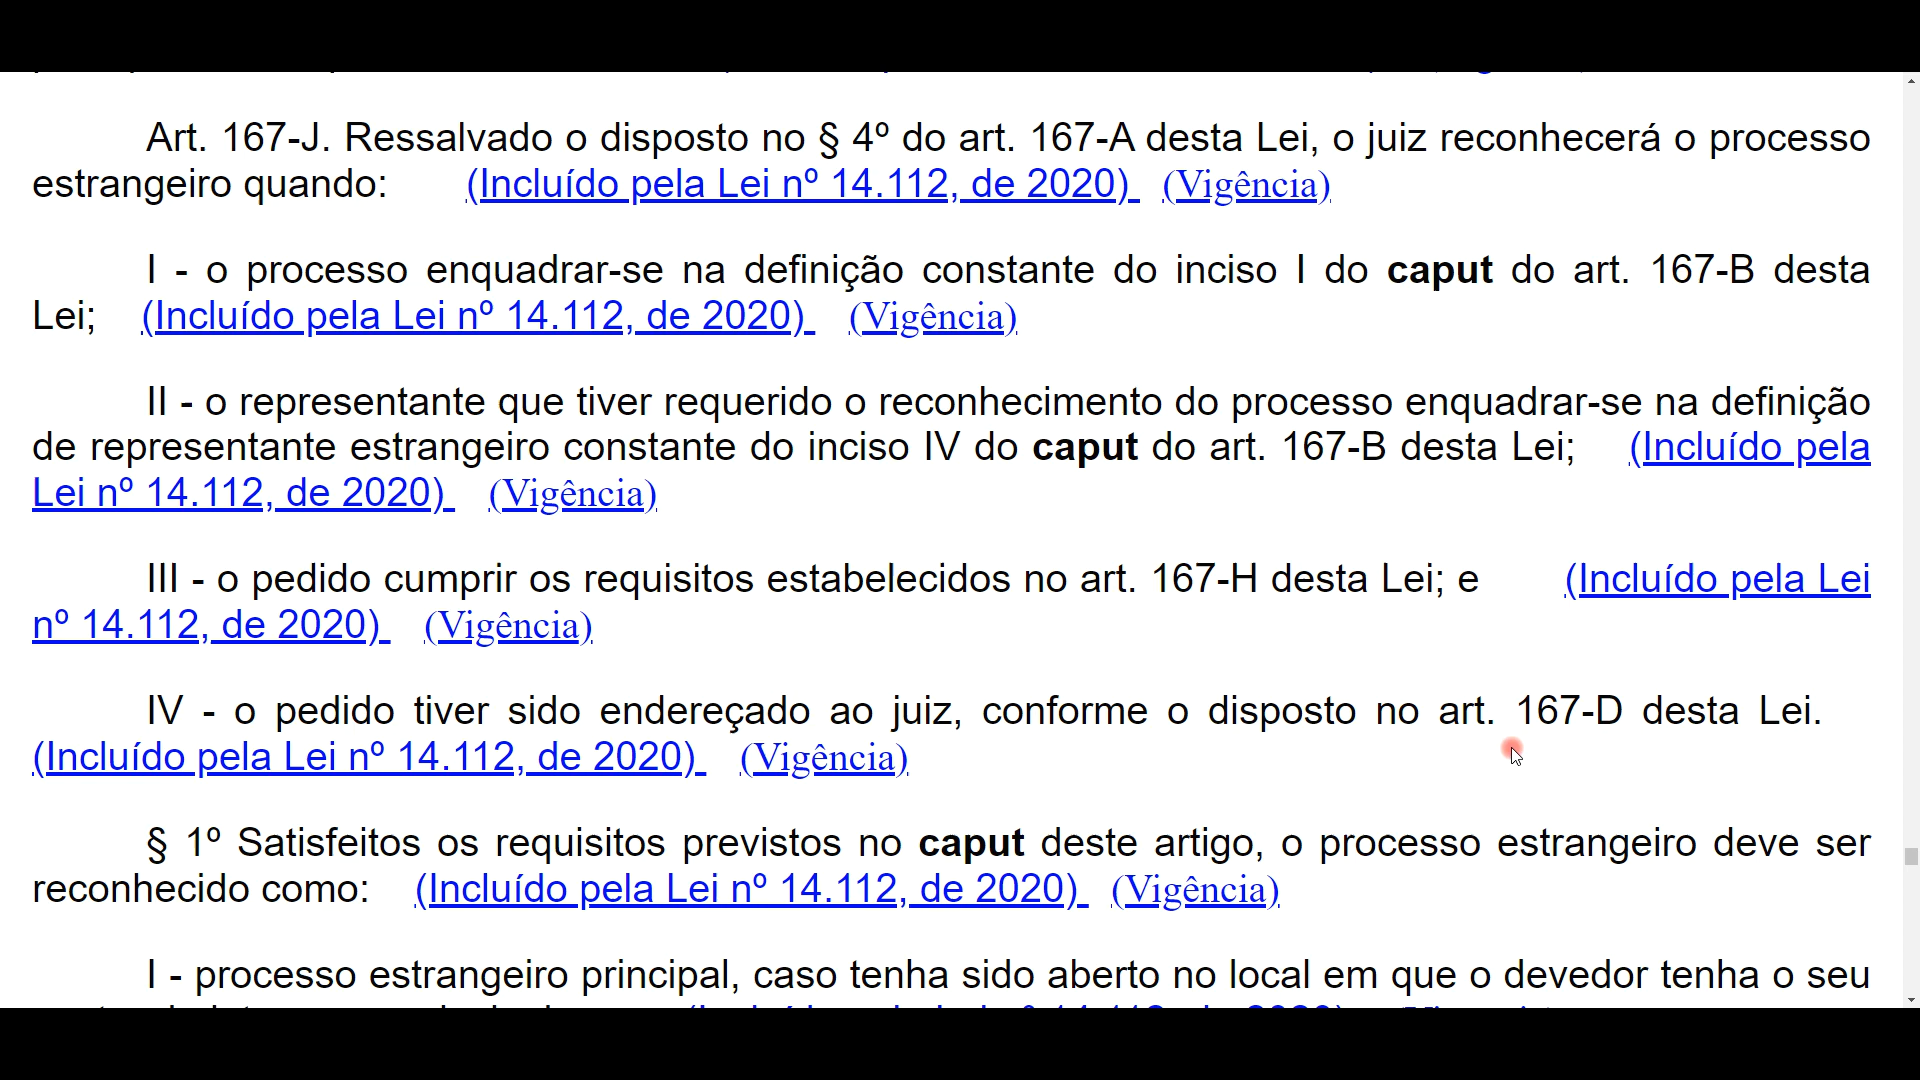 Art. 167-J. Ressalvado o disposto no § 4º do art. 167-A desta Lei, o juiz reconhecerá o processo
estrangeiro quando: (Incluído pela Lei nº 14.112, de 2020) (Vigência)
I - o processo enquadrar-se na definição constante do inciso I do caput do art. 167-B desta
Lei; (Incluído pela Lei nº 14.112, de 2020) (Vigência)
II - o representante que tiver requerido o reconhecimento do processo enquadrar-se na definição
de representante estrangeiro constante do inciso IV do caput do art. 167-B desta Lei; (Incluído pela
Lei nº 14.112, de 2020) (Vigência)
III - o pedido cumprir os requisitos estabelecidos no art. 167-H desta Lei; e (Incluído pela Lei
nº 14.112, de 2020) (Vigência)
IV - o pedido tiver sido endereçado ao juiz, conforme o disposto no art. 167-D desta Lei.
(Incluído pela Lei nº 14.112, de 2020) (Vigência)
§ 1º Satisfeitos os requisitos previstos no caput deste artigo, o processo estrangeiro deve ser
reconhecido como: (Incluído pela Lei nº 14.112, de 2020) (Vigência)
I - processo estrangeiro principal, caso tenha sido aberto no local em que o devedor tenha o seu